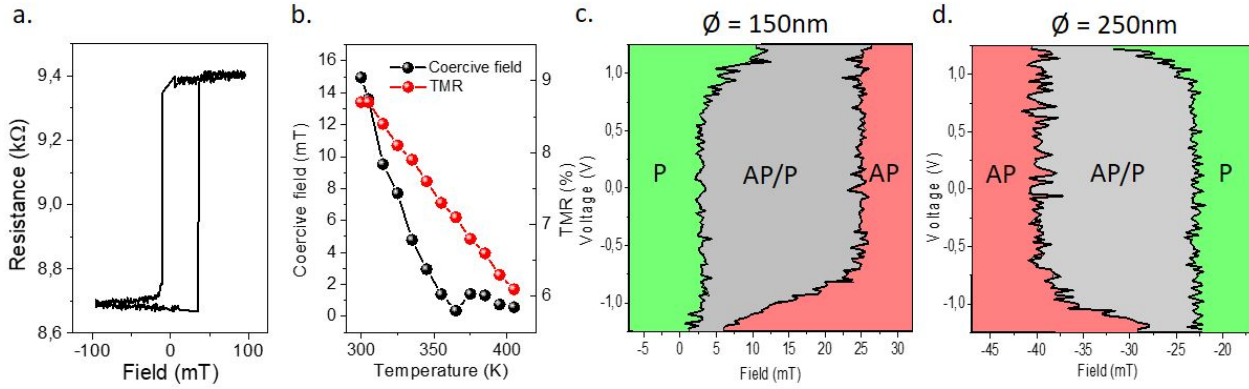 a.
9,4
9,2
9,0
8,8
8,6
Resistance (kΩ)
-100 0 100
Field (mT)
b.
16
14
12
10
8
6
4
2
0
Coercive field (mT)
Coercive field
TMR
9
8
7
6
TMR (%)
300 350 400
Temperature (K)
c.
Ø = 150nm
1,0
0,5
0,0
-0,5
-1,0
Voltage (V)
P
AP/P
AP
-5 0 5 10 15 20 25 30
Field (mT)
d.
Ø = 250nm
1,0
0,5
0,0
-0,5
-1,0
Voltage (V)
AP
AP/P
P
-45 -40 -35 -30 -25 -20
Field (mT)